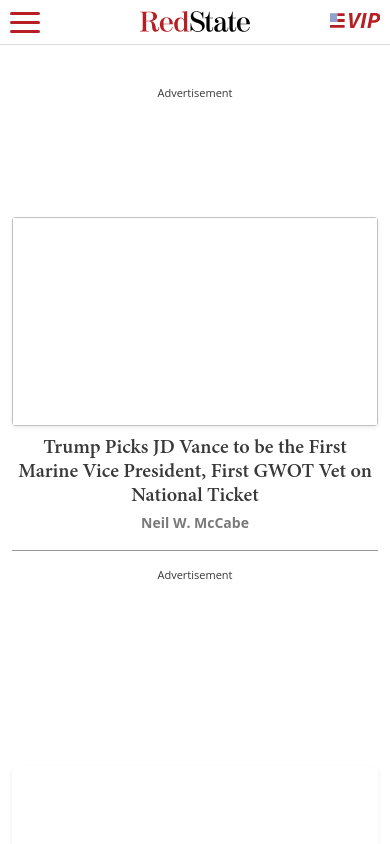 RedState
VIP
Advertisement
Trump Picks JD Vance to be the First
Marine Vice President, First GWOT Vet on
National Ticket
Neil W. McCabe
Advertisement